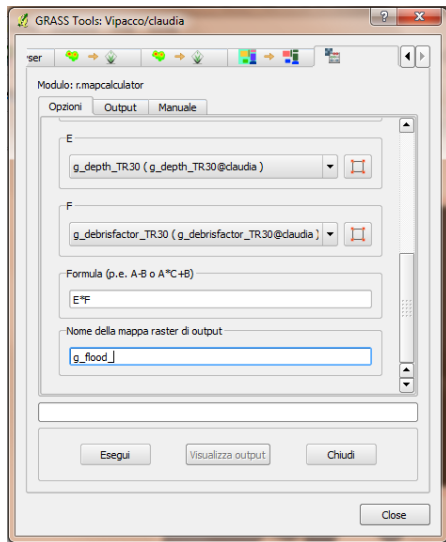 GRASS Tools: Vipacco/claudia
ser
Modulo: r.mapcalculator
Opzioni Output Manuale
E
g_depth_TR30 ( g_depth_TR30@claudia )
F
g_debrisfactor_TR30 ( g_debrisfactor_TR30@claudia )
Formula (p.e. A-B o A*C+B)
E*F
Nome della mappa raster di output
g_flood_
Esegui Visualizza output Chiudi
Close